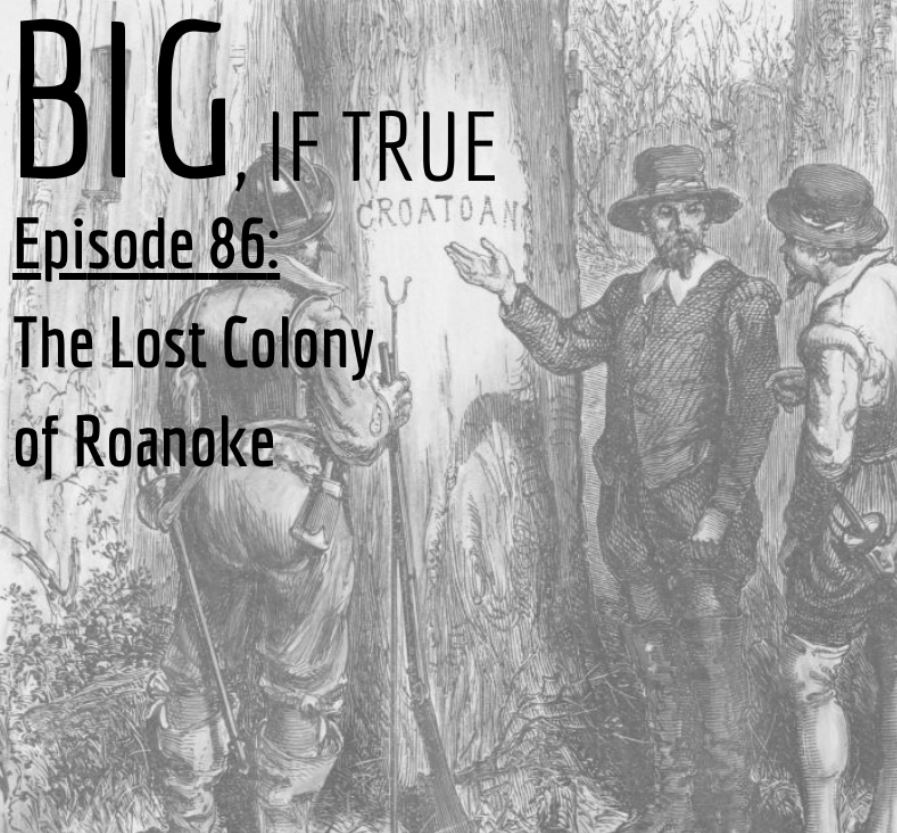 BIG, IF TRUE
CROATOAN
Episode 86:
The Lost Colony
of Roanoke